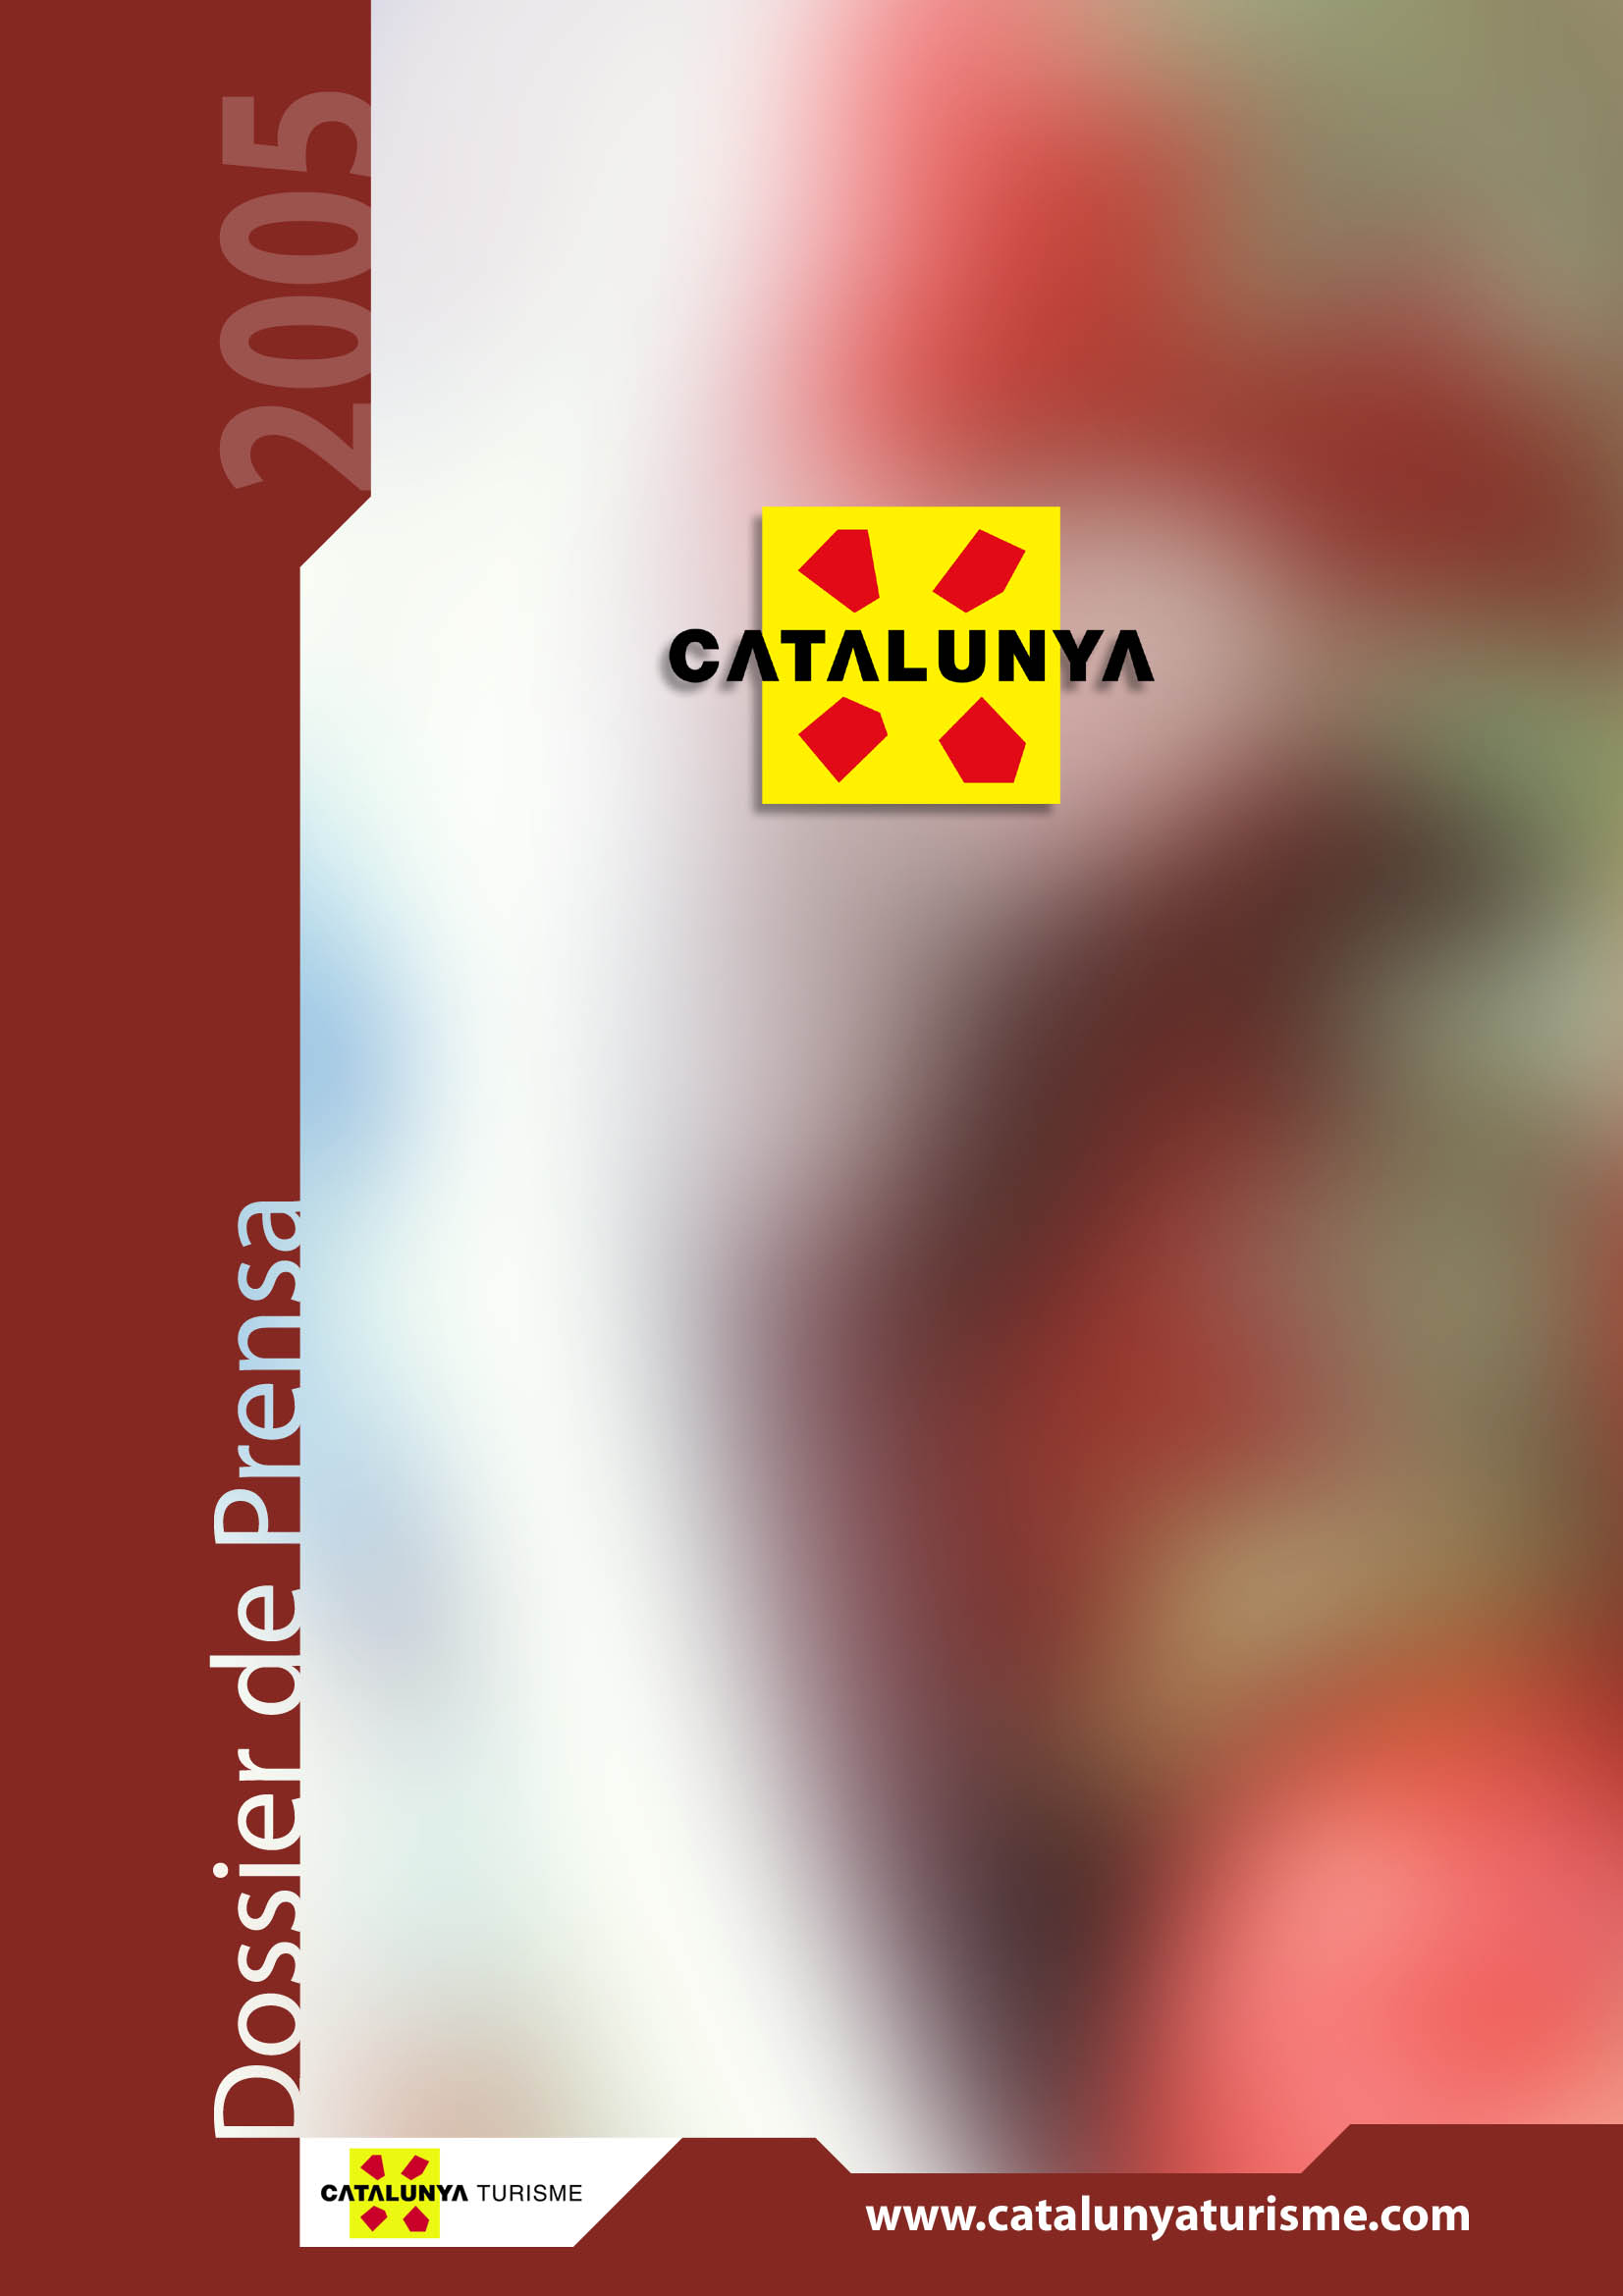 2005
CATALUNYA
Dossier de Prensa
CATALUNYA TURISME
www.catalunyaturisme.com